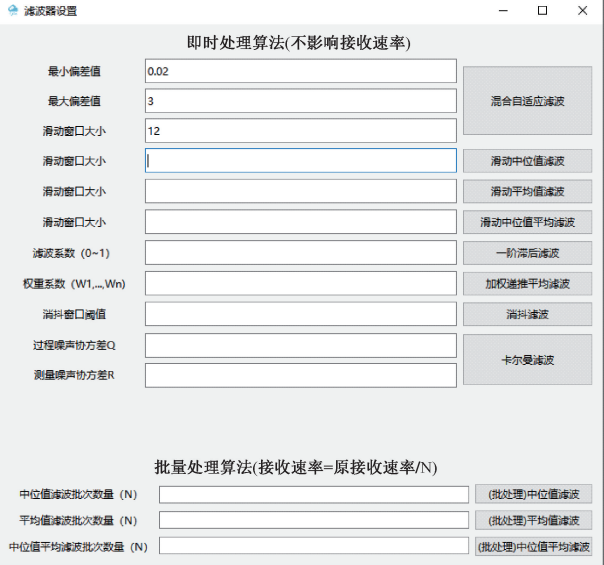 滤波器设置
即时处理算法(不影响接收速率)
最小偏差值 0.02
最大偏差值 3 混合自适应滤波
滑动窗口大小 12
滑动窗口大小 滑动中位值滤波
滑动窗口大小 滑动平均值滤波
滑动窗口大小 滑动中位值平均滤波
滤波系数（0~1） 一阶滞后滤波
权重系数（W1,...,Wn) 加权递推平均滤波
消抖窗口阈值 消抖滤波
过程噪声协方差Q
卡尔曼滤波
测量噪声协方差R
批量处理算法(接收速率=原接收速率/N)
中位值滤波批次数量（N） (批处理)中位值滤波
平均值滤波批次数量（N） (批处理)平均值滤波
中位值平均滤波批次数量（N） (批处理)中位值平均滤波